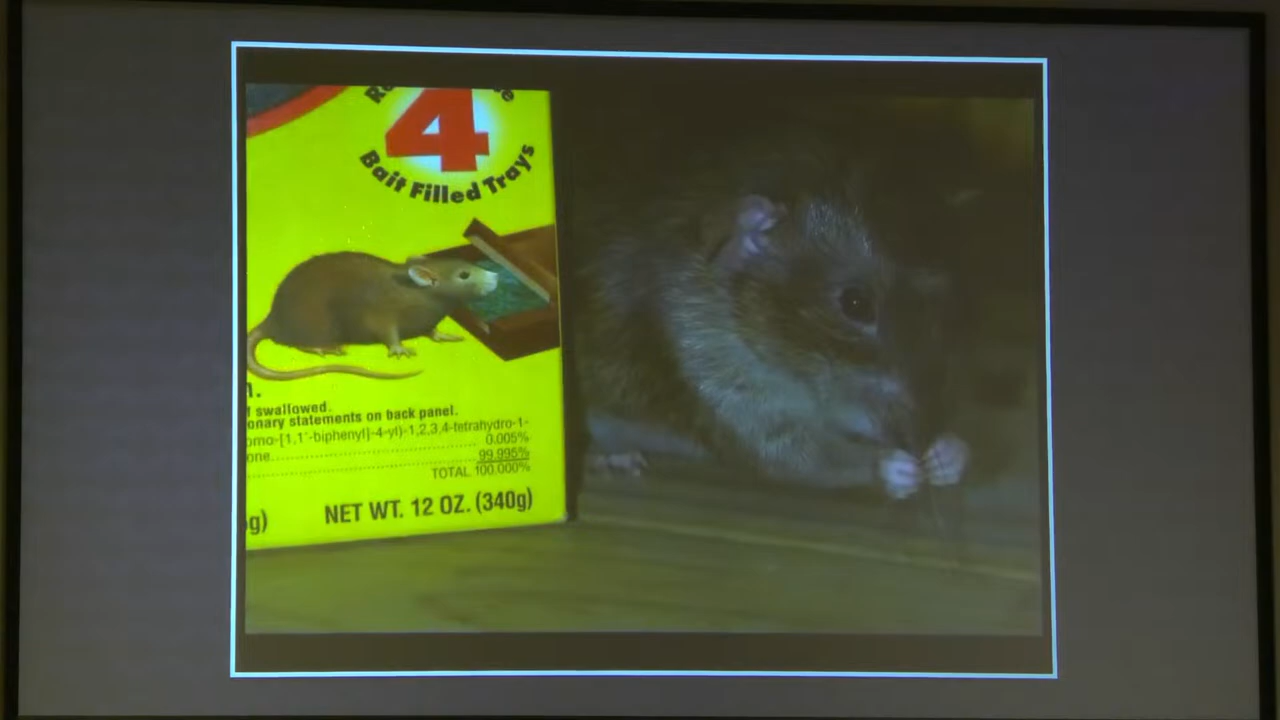 4
Bait Filled Trays
swallowed.
onary statements on back panel.
omo-[1,1'-biphenyl]-4-yl)-1,2,3,4-tetrahydro-1-
0.005%
one
99.995%
TOTAL 100.000%
g) NET WT. 12 OZ. (340g)